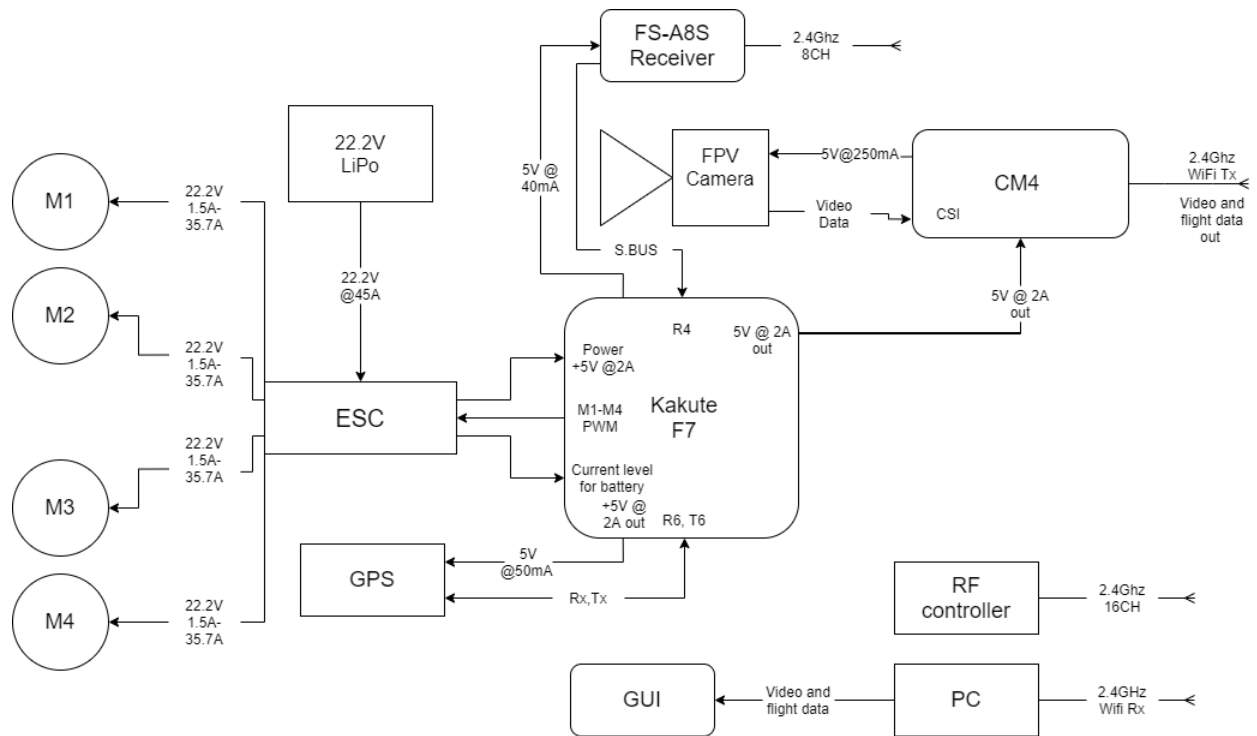 FS-A8S
Receiver
2.4Ghz
8CH
22.2V
LiPo
5V @
40mA
FPV
Camera
5V@250mA
CM4
CSI
Video
Data
2.4Ghz
WiFi Tx
Video and
flight data
out
M1
22.2V
1.5A-
35.7A
M2
22.2V
1.5A-
35.7A
22.2V
@45A
S.BUS
5V @ 2A
out
R4
5V @ 2A
out
Power
+5V @2A
ESC
M1-M4
PWM
Kakute
F7
M3
22.2V
1.5A-
35.7A
Current level
for battery
+5V @
2A out
R6, T6
GPS
5V
@50mA
Rx,Tx
M4
22.2V
1.5A-
35.7A
RF
controller
2.4Ghz
16CH
GUI
Video and
flight data
PC
2.4GHz
Wifi Rx